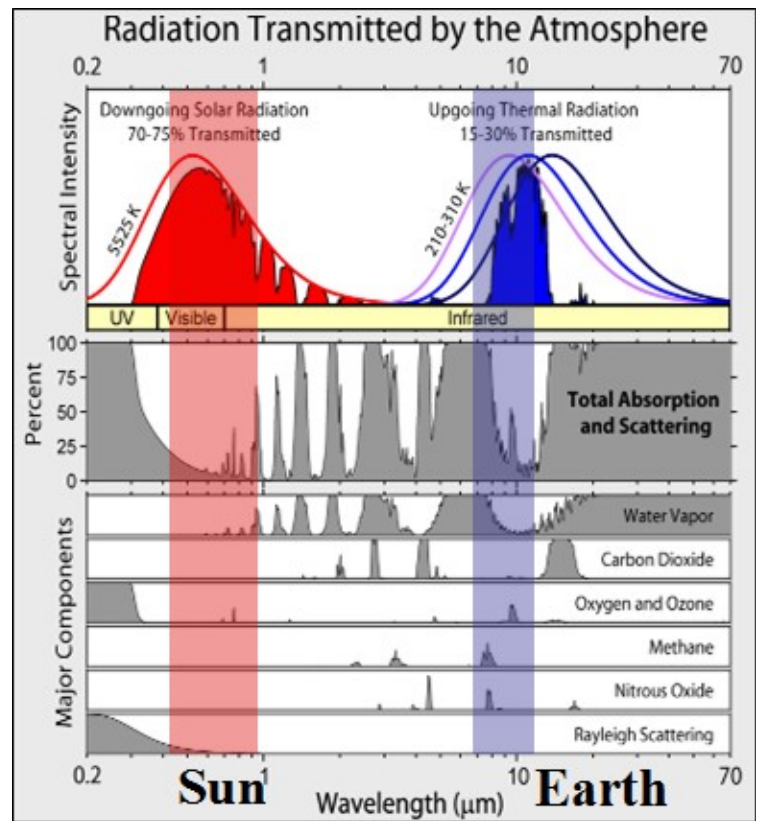 Radiation Transmitted by the Atmosphere
0.2 1 10 70
Downgoing Solar Radiation
70-75% Transmitted
Upgoing Thermal Radiation
15-30% Transmitted
Spectral Intensity
5525 K
210-310 K
UV Visible Infrared
Percent
100
75
50
25
0
Total Absorption
and Scattering
Major Components
Water Vapor
Carbon Dioxide
Oxygen and Ozone
Methane
Nitrous Oxide
Rayleigh Scattering
0.2 1 10 70
Sun Earth
Wavelength (μm)